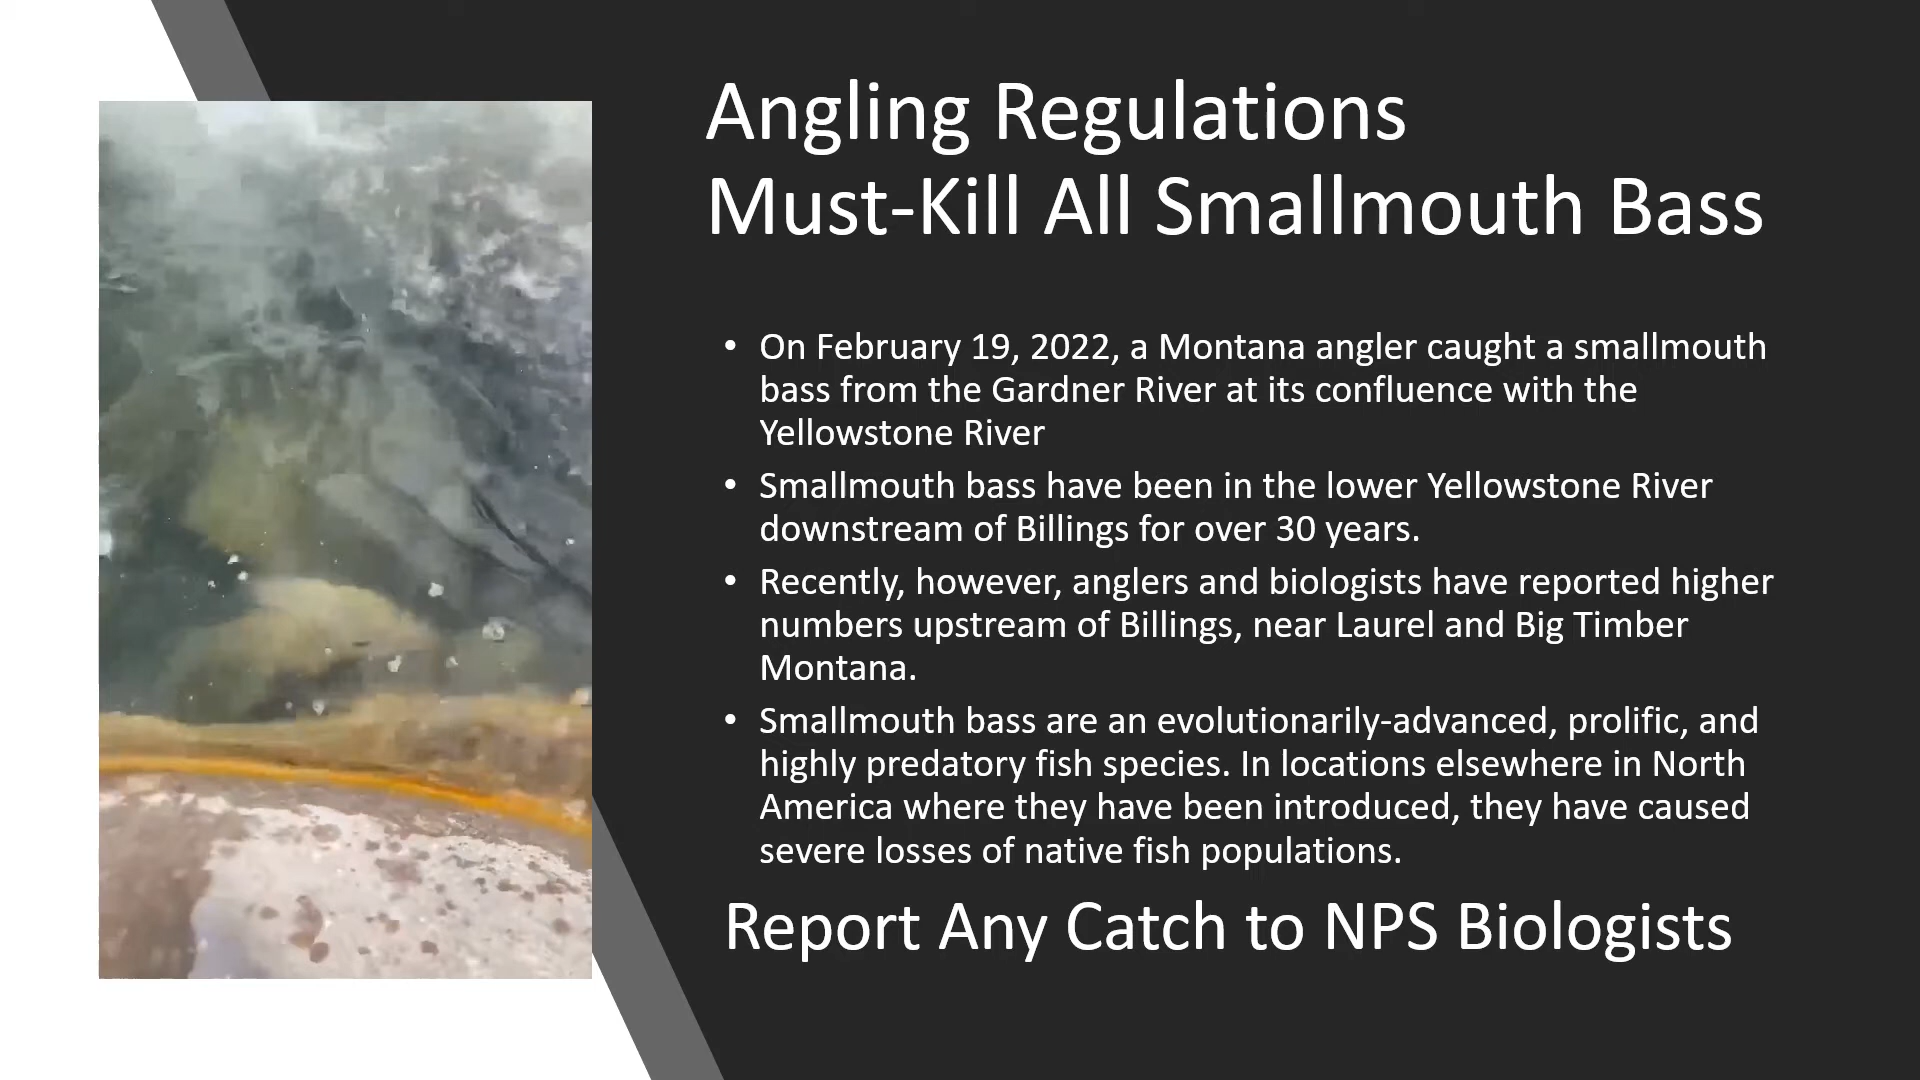 Angling Regulations
Must-Kill All Smallmouth Bass
• On February 19, 2022, a Montana angler caught a smallmouth
bass from the Gardner River at its confluence with the
Yellowstone River
• Smallmouth bass have been in the lower Yellowstone River
downstream of Billings for over 30 years.
• Recently, however, anglers and biologists have reported higher
numbers upstream of Billings, near Laurel and Big Timber
Montana.
• Smallmouth bass are an evolutionarily-advanced, prolific, and
highly predatory fish species. In locations elsewhere in North
America where they have been introduced, they have caused
severe losses of native fish populations.
Report Any Catch to NPS Biologists